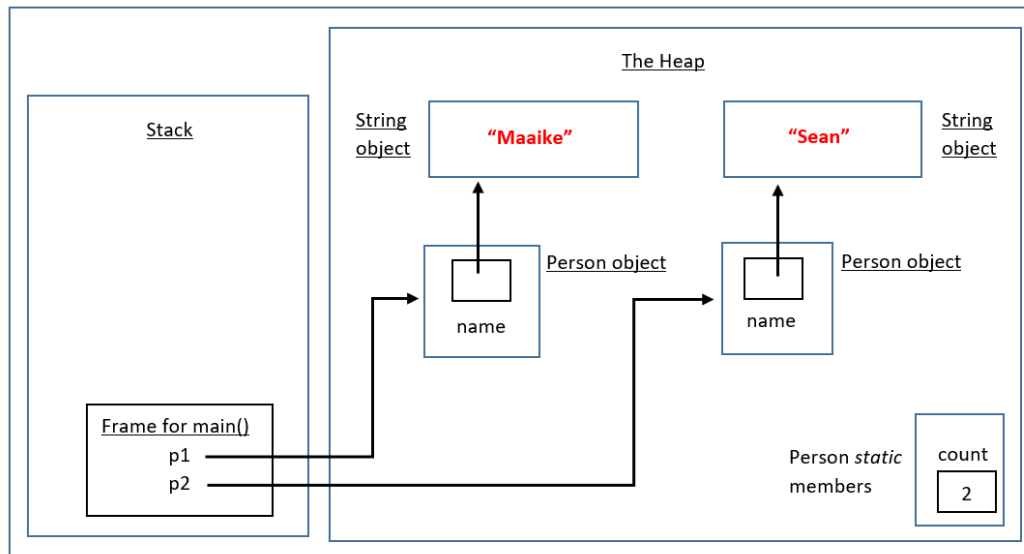 The Heap
Stack
String
object
“Maaike”
“Sean”
String
object
Person object
name
Person object
name
Frame for main()
p1
p2
Person static
members
count
2